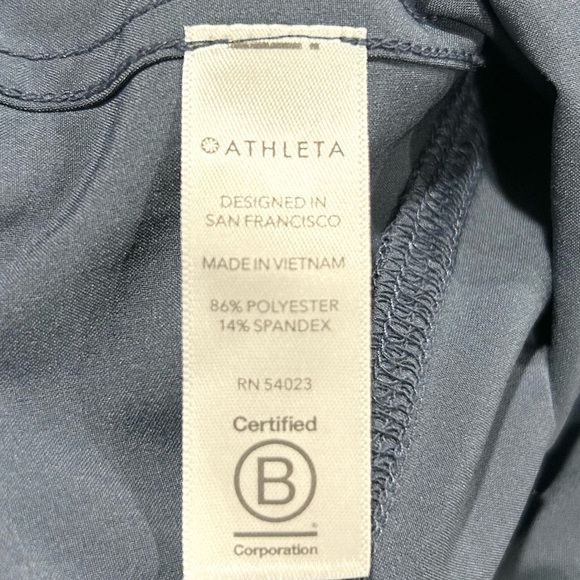 ATHLETA
DESIGNED IN
SAN FRANCISCO
MADE IN VIETNAM
86% POLYESTER
14% SPANDEX
RN 54023
Certified
B
Corporation